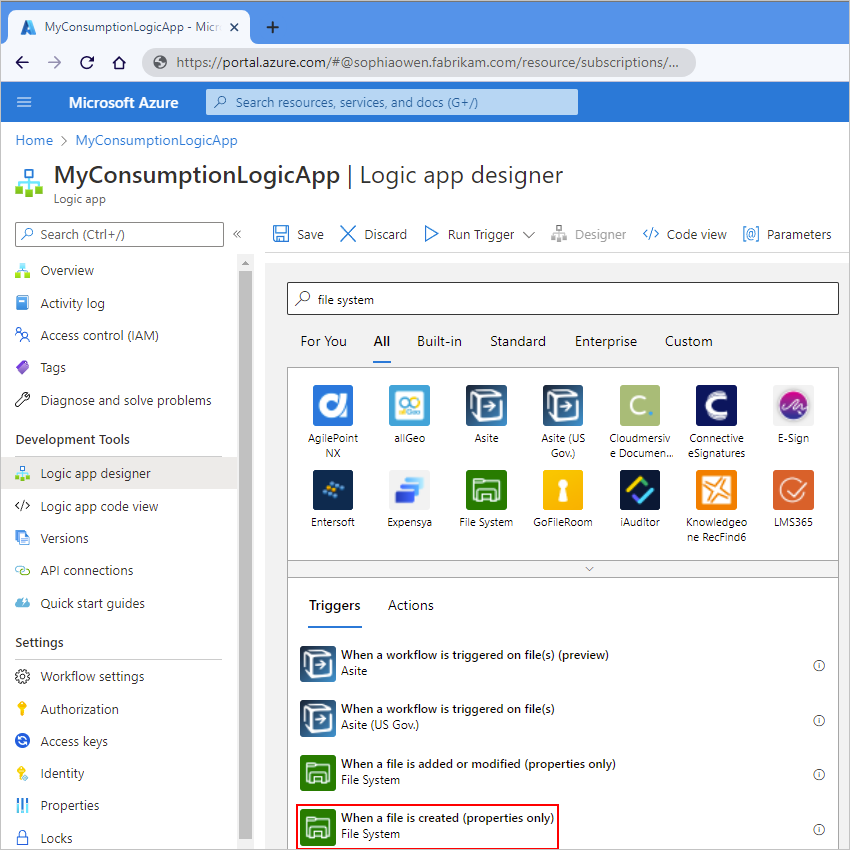 MyConsumptionLogicApp - Micr
https://portal.azure.com/#@sophiaowen.fabrikam.com/resource/subscriptions/...
Microsoft Azure
Search resources, services, and docs (G+/)
Home > MyConsumptionLogicApp
MyConsumptionLogicApp | Logic app designer
Logic app
Search (Ctrl+/)
Overview
Activity log
Access control (IAM)
Tags
Diagnose and solve problems
Development Tools
Logic app designer
Logic app code view
Versions
API connections
Quick start guides
Settings
Workflow settings
Authorization
Access keys
Identity
Properties
Locks
Save
Discard
Run Trigger
Designer
Code view
Parameters
file system
For You
All
Built-in
Standard
Enterprise
Custom
AgilePoint
NX
allGeo
Asite
Asite (US
Gov.)
Cloudmersiv
e Documen...
Connective
eSignatures
E-Sign
Entersoft
Expensya
File System
GoFileRoom
iAuditor
Knowledgeo
ne RecFind6
LMS365
Triggers
Actions
When a workflow is triggered on file(s) (preview)
Asite
When a workflow is triggered on file(s)
Asite (US Gov.)
When a file is added or modified (properties only)
File System
When a file is created (properties only)
File System